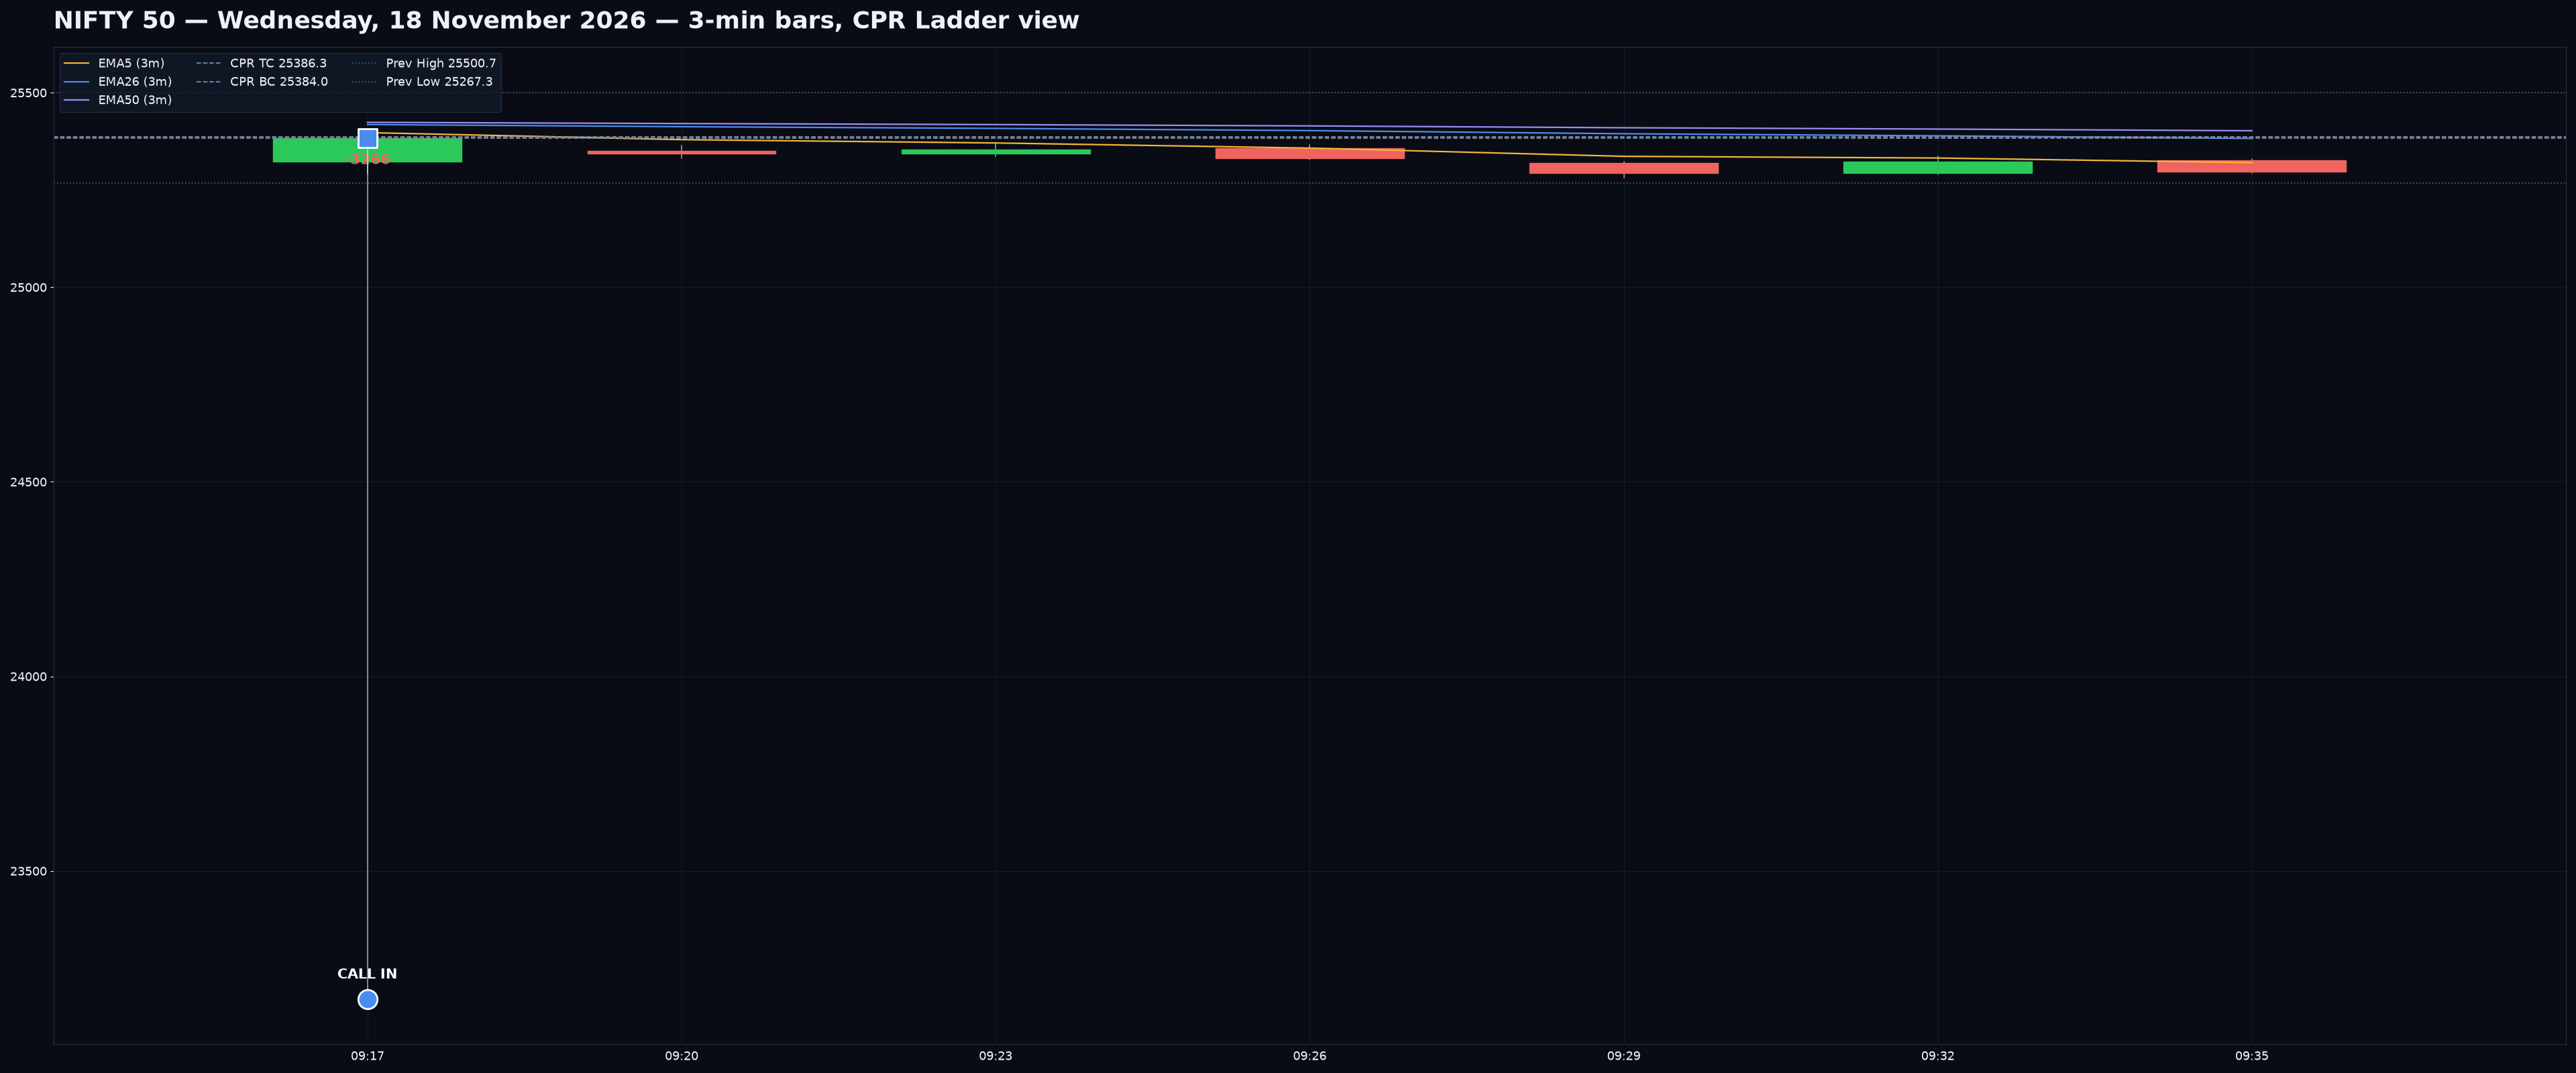 NIFTY 50 — Wednesday, 18 November 2026 — 3-min bars, CPR Ladder view
EMA5 (3m)
EMA26 (3m)
EMA50 (3m)
CPR TC 25386.3
CPR BC 25384.0
Prev High 25500.7
Prev Low 25267.3
25500
25000
24500
24000
23500
-3266
CALL IN
09:17
09:20
09:23
09:26
09:29
09:32
09:35